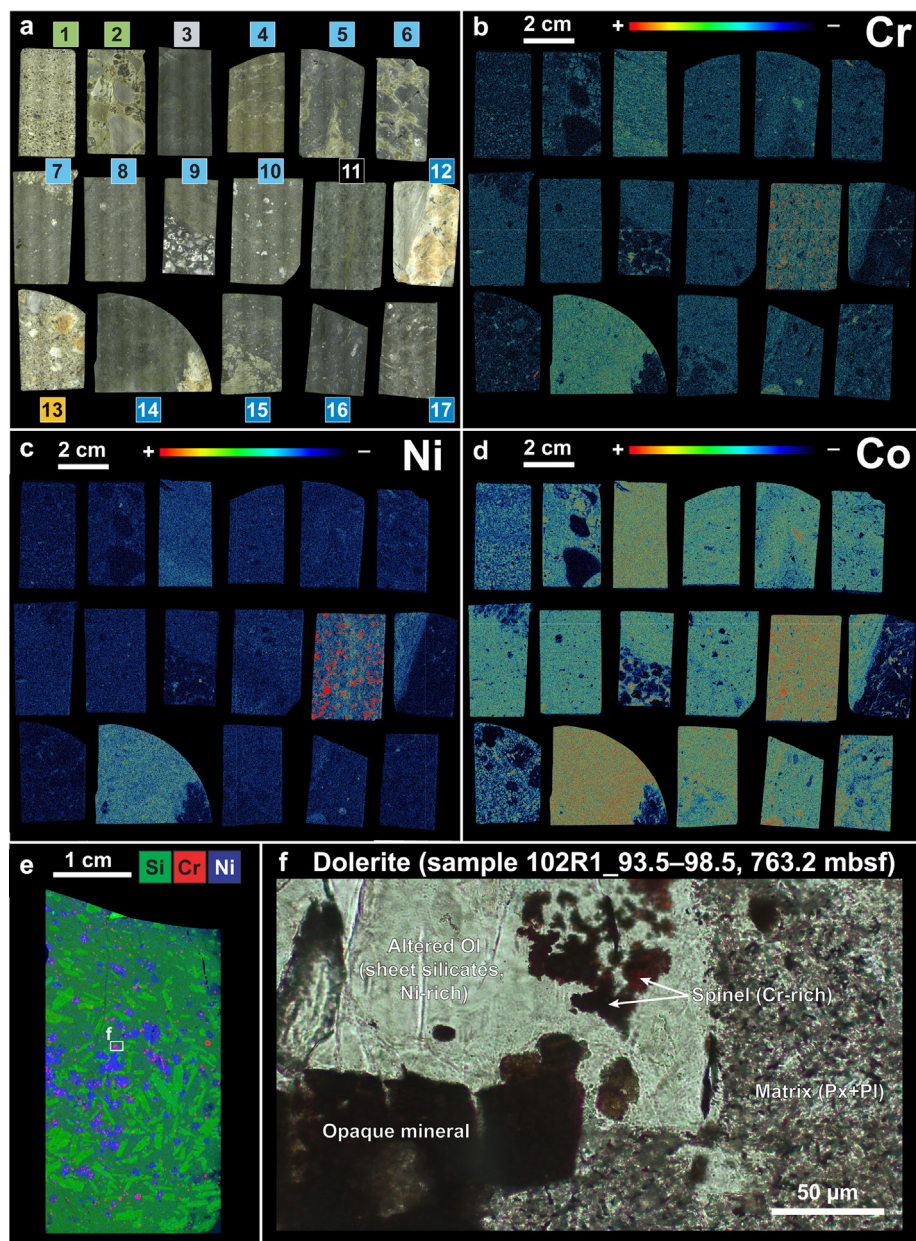 a
1 2 3 4 5 6
7 8 9 10 11 12
13 14 15 16 17
b 2 cm + – Cr
c 2 cm + – Ni
d 2 cm + – Co
e 1 cm Si Cr Ni
f
f Dolerite (sample 102R1_93.5–98.5, 763.2 mbsf)
Altered Ol
(sheet silicates,
Ni-rich)
Spinel (Cr-rich)
Matrix (Px+Pl)
Opaque mineral
50 µm